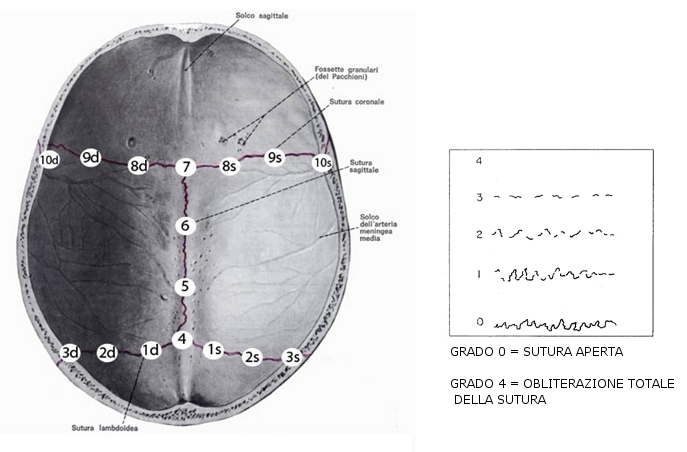 Solco sagittale
Fossette granulari
(del Pacchioni)
Sutura coronale
10d 9d 8d 7 8s 9s 10s
Sutura
sagittale
6
Solco
dell'arteria
meningea
media
5
4
3d 2d 1d 1s 2s 3s
Sutura lambdoidea
4
3
2
1
0
GRADO 0 = SUTURA APERTA
GRADO 4 = OBLITERAZIONE TOTALE
DELLA SUTURA